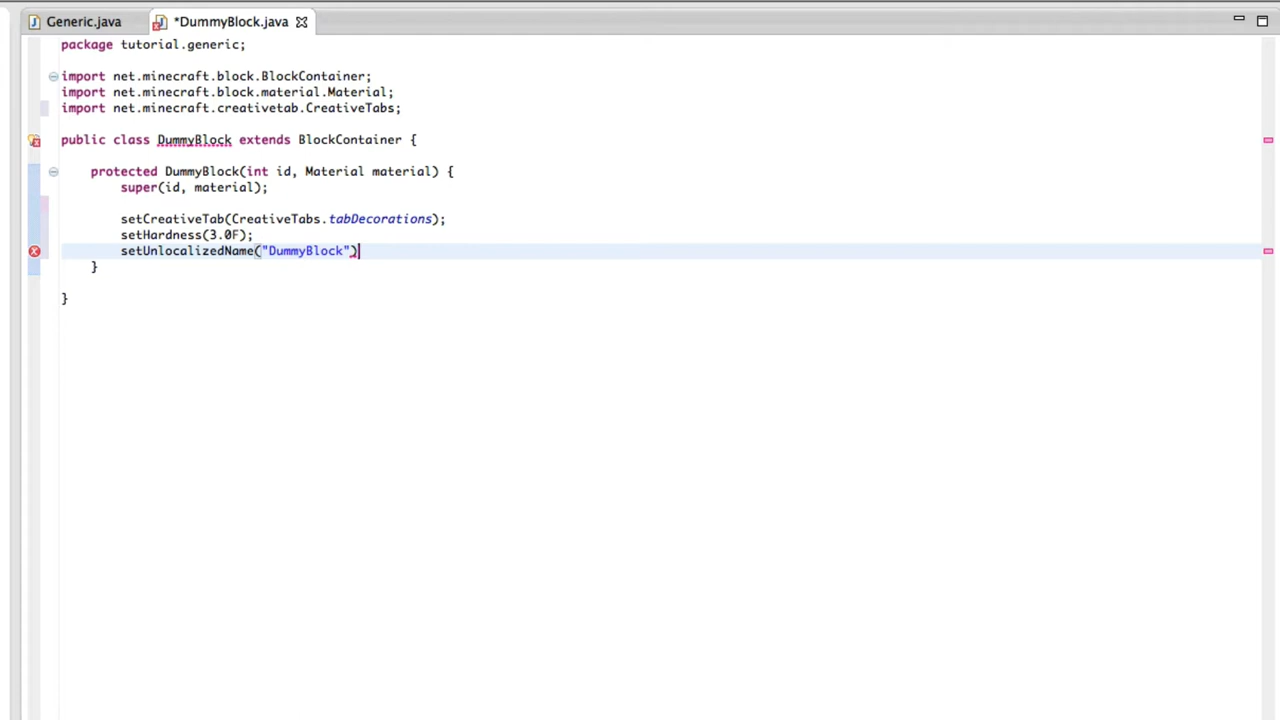 Generic.java *DummyBlock.java
package tutorial.generic;
import net.minecraft.block.BlockContainer;
import net.minecraft.block.material.Material;
import net.minecraft.creativetab.CreativeTabs;
public class DummyBlock extends BlockContainer {
protected DummyBlock(int id, Material material) {
super(id, material);
setCreativeTab(CreativeTabs.tabDecorations);
setHardness(3.0F);
setUnlocalizedName("DummyBlock")
}
}